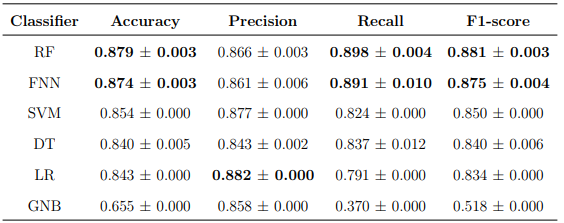 Classifier Accuracy Precision Recall F1-score
RF 0.879 ± 0.003 0.866 ± 0.003 0.898 ± 0.004 0.881 ± 0.003
FNN 0.874 ± 0.003 0.861 ± 0.006 0.891 ± 0.010 0.875 ± 0.004
SVM 0.854 ± 0.000 0.877 ± 0.000 0.824 ± 0.000 0.850 ± 0.000
DT 0.840 ± 0.005 0.843 ± 0.002 0.837 ± 0.012 0.840 ± 0.006
LR 0.843 ± 0.000 0.882 ± 0.000 0.791 ± 0.000 0.834 ± 0.000
GNB 0.655 ± 0.000 0.858 ± 0.000 0.370 ± 0.000 0.518 ± 0.000